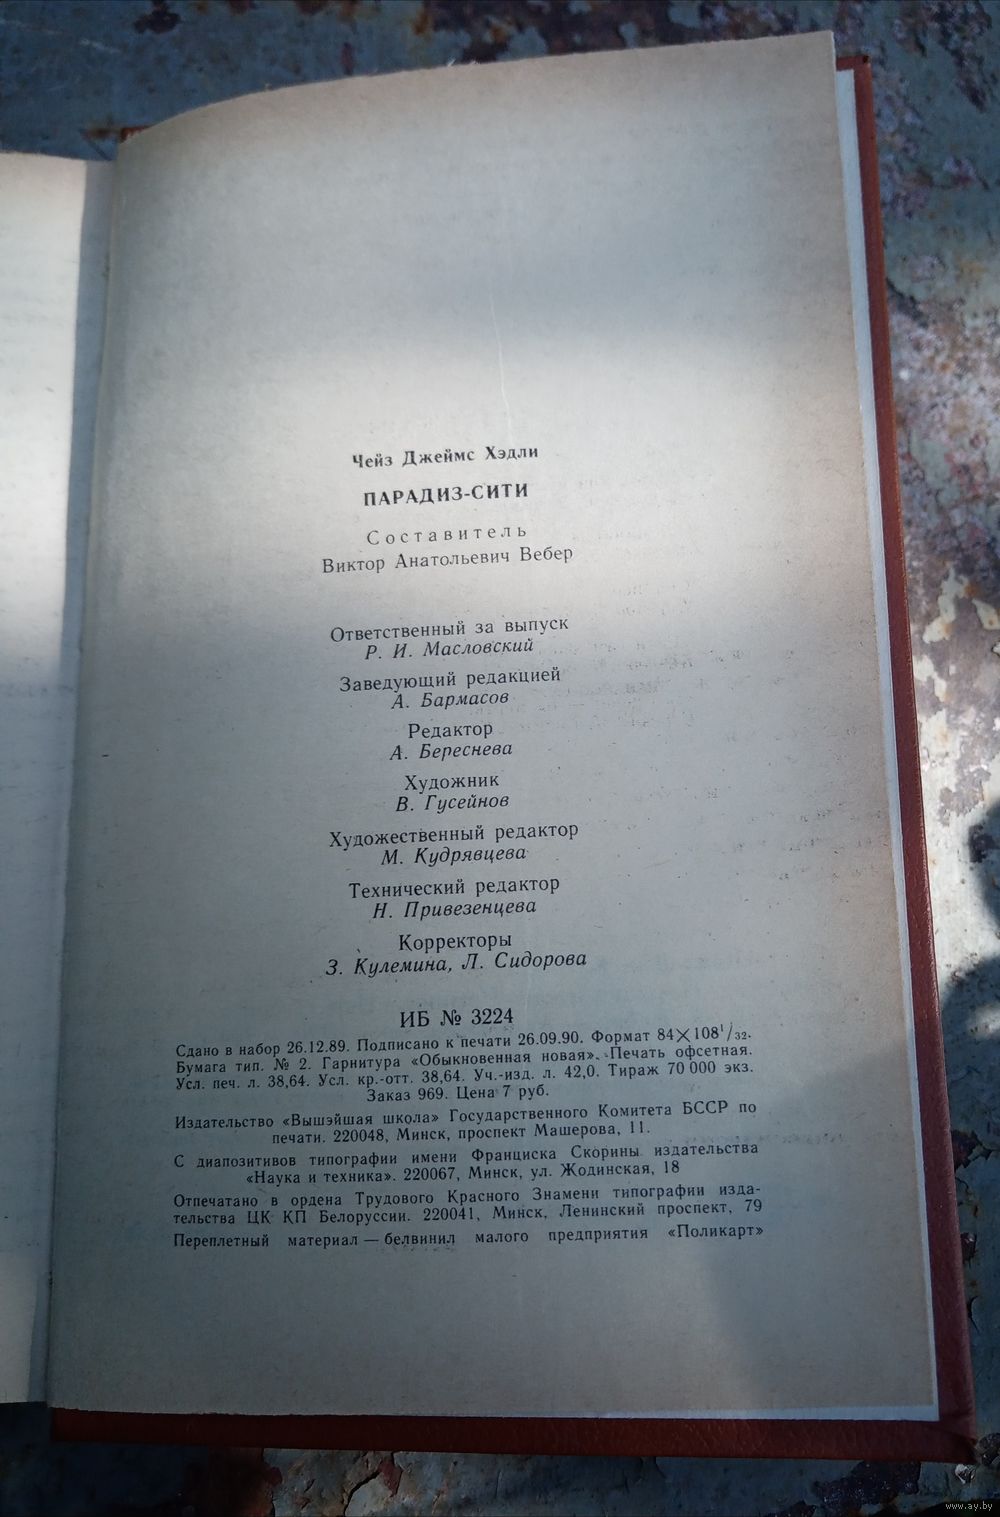 Чейз Джеймс Хэдли
ПАРАДИЗ-СИТИ
Составитель
Виктор Анатольевич Вебер
Ответственный за выпуск
Р. И. Масловский
Заведующий редакцией
А. Бармасов
Редактор
А. Береснева
Художник
В. Гусейнов
Художественный редактор
М. Кудрявцева
Технический редактор
Н. Привезенцева
Корректоры
З. Кулемина, Л. Сидорова
ИБ № 3224
Сдано в набор 26.12.89. Подписано к печати 26.09.90. Формат 84×108¹/₃₂.
Бумага тип. № 2. Гарнитура «Обыкновенная новая». Печать офсетная.
Усл. печ. л. 38,64. Усл. кр.-отт. 38,64. Уч.-изд. л. 42,0. Тираж 70 000 экз.
Заказ 969. Цена 7 руб.
Издательство «Вышэйшая школа» Государственного Комитета БССР по
печати. 220048, Минск, проспект Машерова, 11.
С диапозитивов типографии имени Франциска Скорины издательства
«Наука и техника». 220067, Минск, ул. Жодинская, 18
Отпечатано в ордена Трудового Красного Знамени типографии изда-
тельства ЦК КП Белоруссии. 220041, Минск, Ленинский проспект, 79
Переплетный материал — белвинил малого предприятия «Поликарт»
www.ay.by